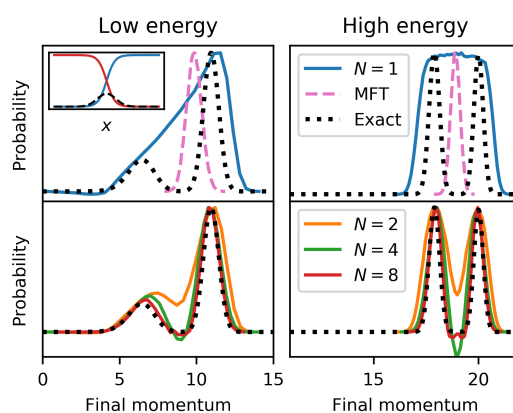 Low energy
High energy
Probability
x
N = 1
MFT
Exact
Probability
N = 2
N = 4
N = 8
0 5 10 15
15 20
Final momentum
Final momentum